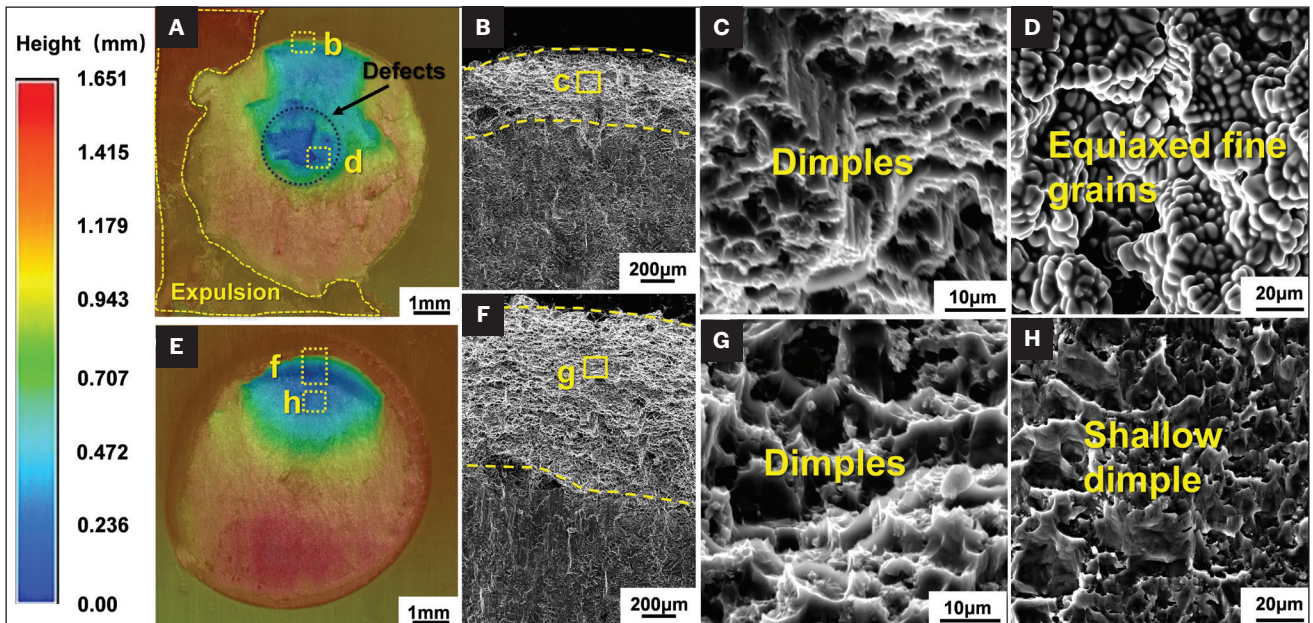 Height (mm)
1.651
1.415
1.179
0.943
0.707
0.472
0.236
0.00
A
b
Defects
d
Expulsion
1mm
B
c
200μm
C
Dimples
10μm
D
Equiaxed fine
grains
20μm
E
f
h
1mm
F
g
200μm
G
Dimples
10μm
H
Shallow
dimple
20μm